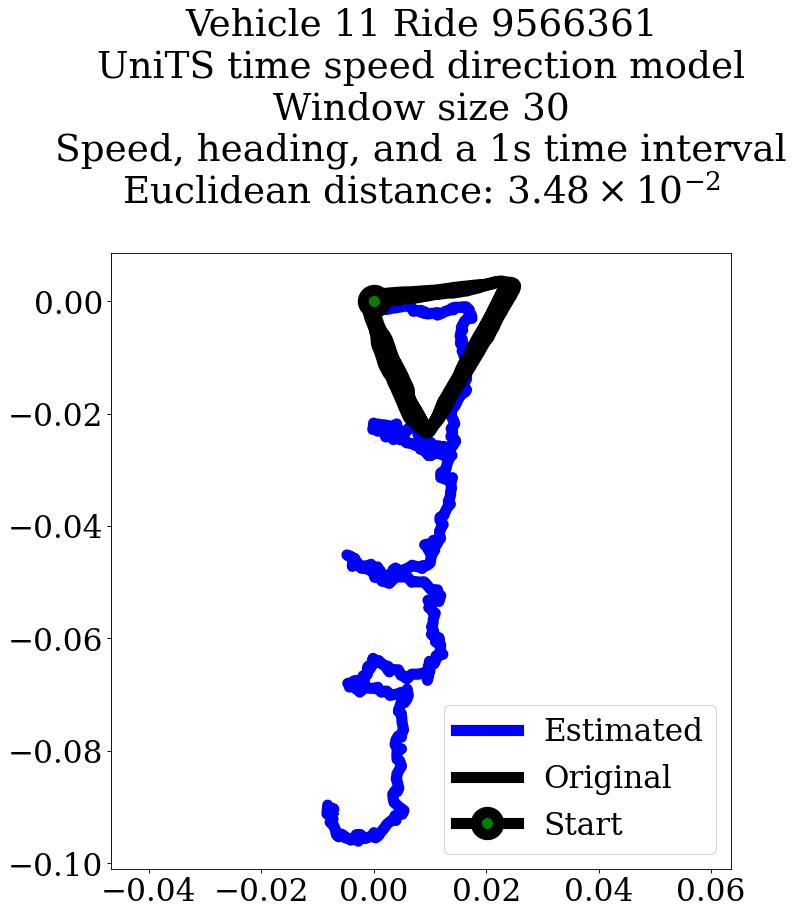 Vehicle 11 Ride 9566361
UniTS time speed direction model
Window size 30
Speed, heading, and a 1s time interval
Euclidean distance: 3.48 × 10⁻²
0.00
−0.02
−0.04
−0.06
−0.08
−0.10
Estimated
Original
Start
−0.04 −0.02 0.00 0.02 0.04 0.06